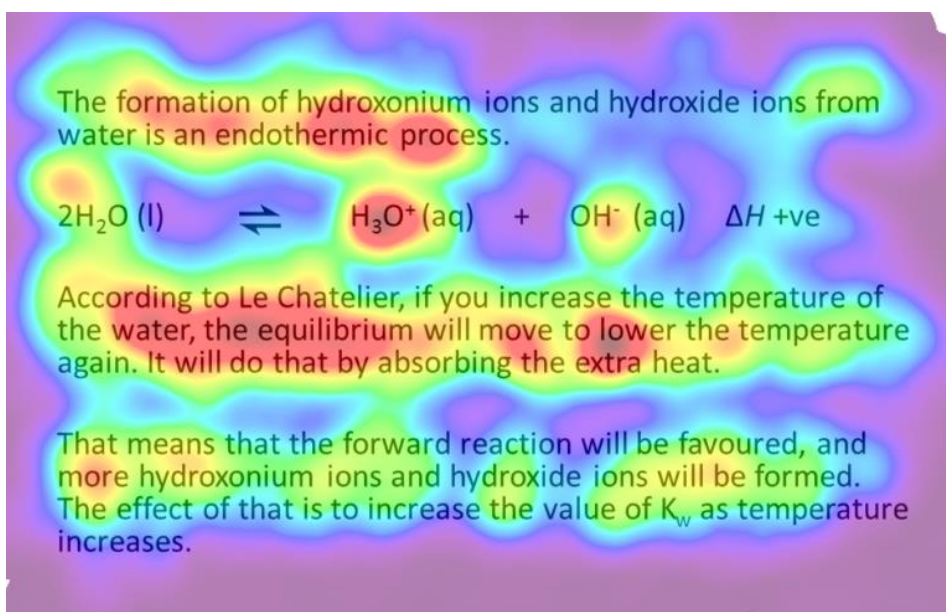 The formation of hydroxonium ions and hydroxide ions from
water is an endothermic process.
2H₂O (l) ⇌ H₃O⁺ (aq) + OH⁻ (aq) ΔH +ve
According to Le Chatelier, if you increase the temperature of
the water, the equilibrium will move to lower the temperature
again. It will do that by absorbing the extra heat.
That means that the forward reaction will be favoured, and
more hydroxonium ions and hydroxide ions will be formed.
The effect of that is to increase the value of K_w as temperature
increases.